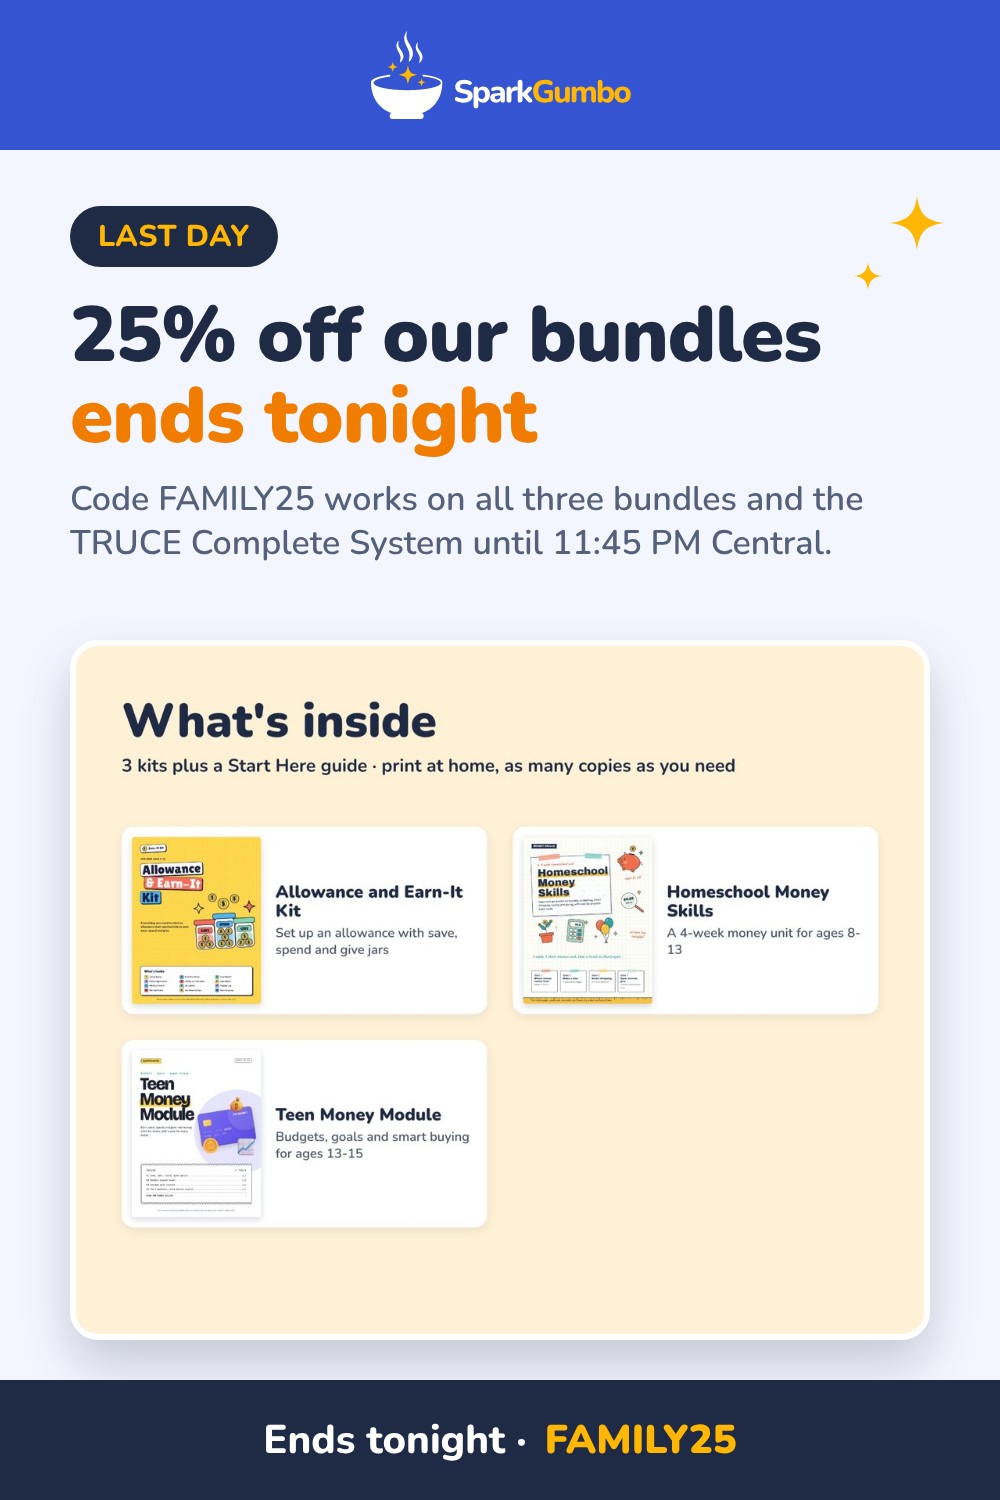 SparkGumbo
LAST DAY
25% off our bundles
ends tonight
Code FAMILY25 works on all three bundles and the
TRUCE Complete System until 11:45 PM Central.
What's inside
3 kits plus a Start Here guide · print at home, as many copies as you need
Allowance
& Earn-It
Kit
What's Inside
Allowance and Earn-It
Kit
Set up an allowance with save,
spend and give jars
Homeschool
Money
Skills
Homeschool Money
Skills
A 4-week money unit for ages 8-
13
Teen
Money
Module
Teen Money Module
Budgets, goals and smart buying
for ages 13-15
Ends tonight · FAMILY25